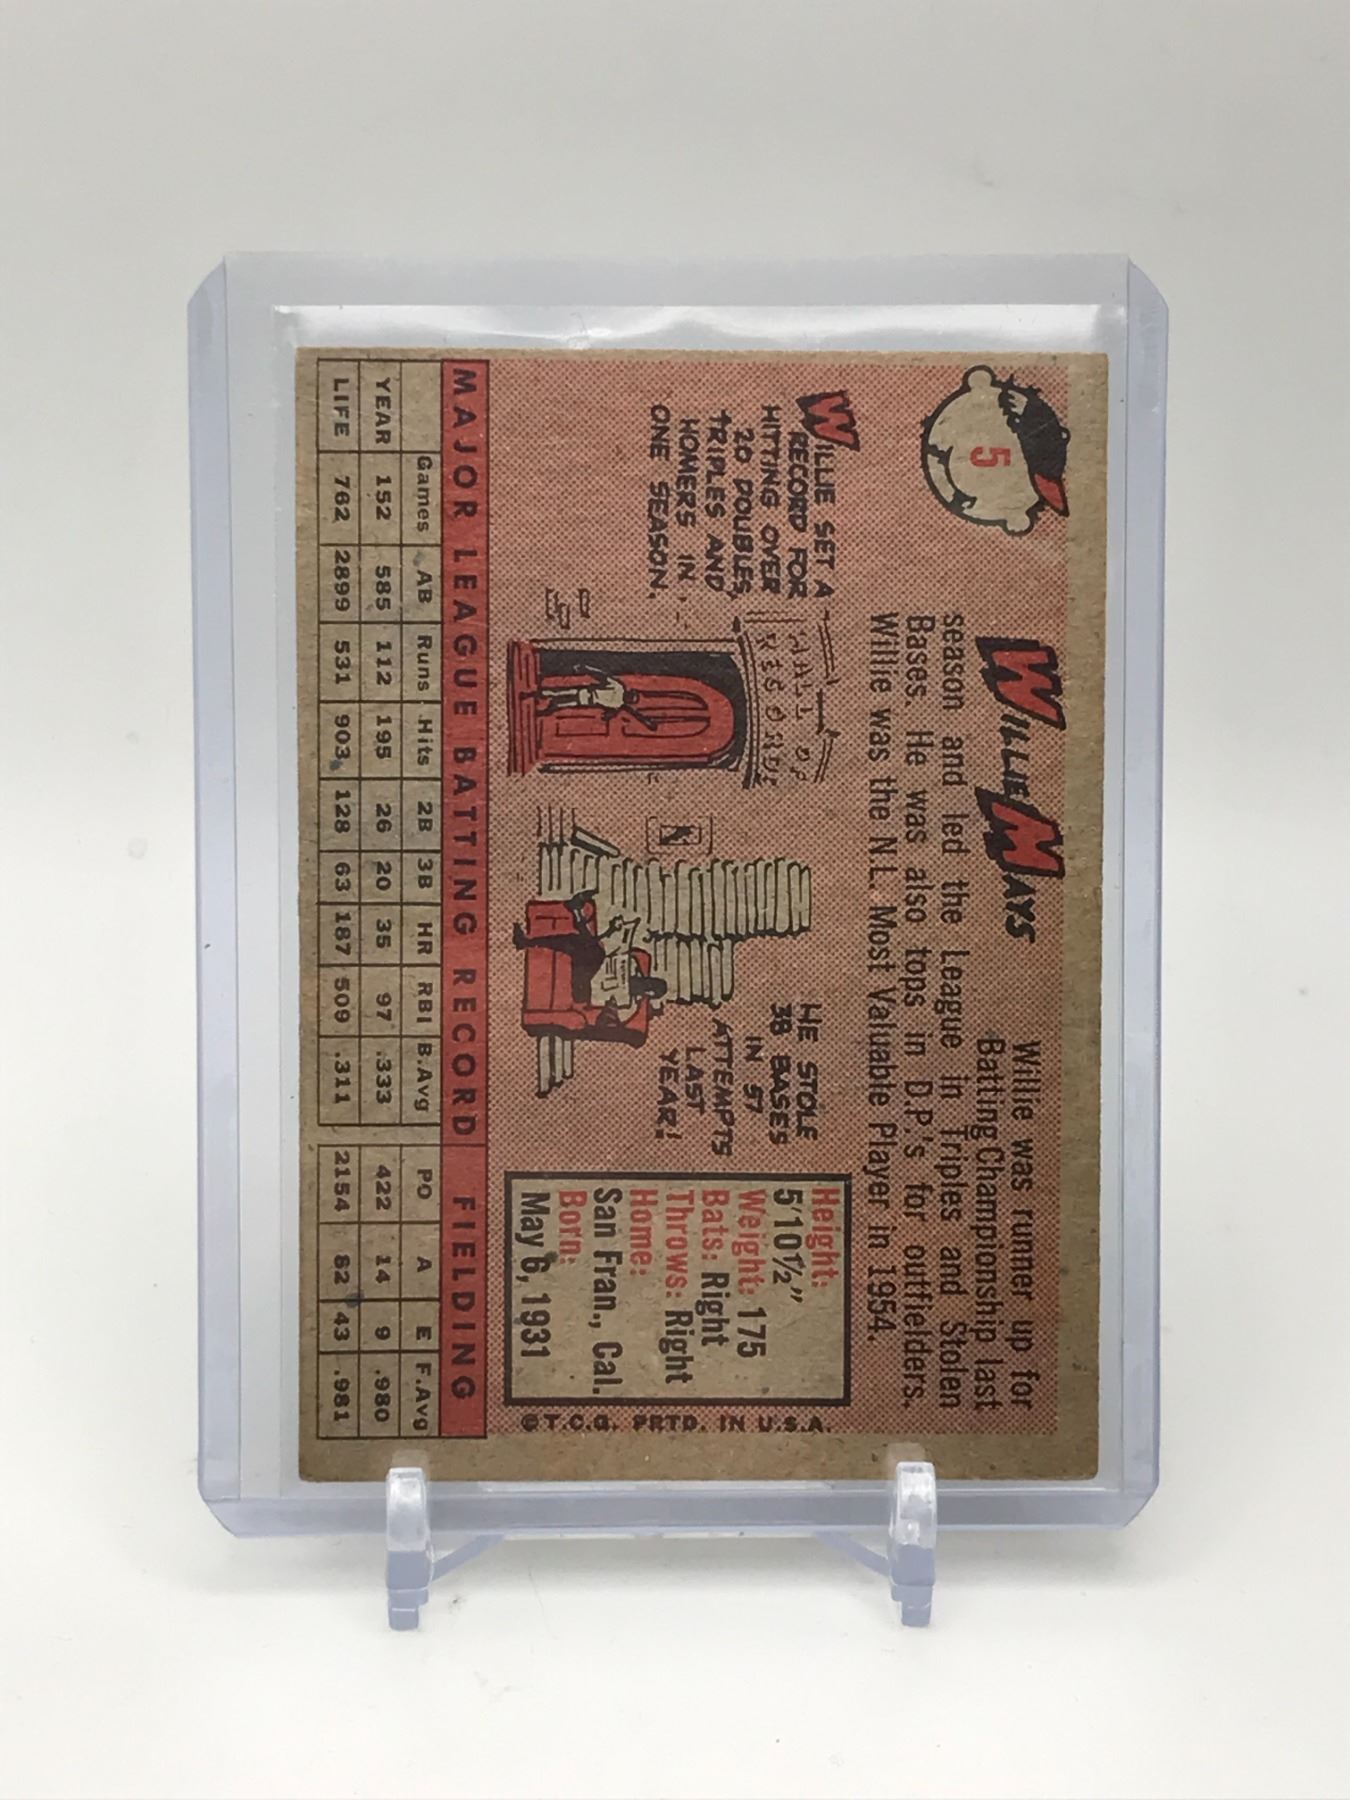 5
WILLIE MAYS
Willie was runner up for
Batting Championship last
season and led the League in Triples and Stolen
Bases. He was also tops in D.P.'s for outfielders.
Willie was the N.L. Most Valuable Player in 1954.
WILLIE SET A
RECORD FOR
HITTING OVER
20 DOUBLES,
TRIPLES AND
HOMERS IN
ONE SEASON.
HALL OF
RECORDS
HE STOLE
38 BASES
IN 57
ATTEMPTS
LAST
YEAR!
N
Height:
5'10½"
Weight: 175
Bats: Right
Throws: Right
Home:
San Fran., Cal.
Born:
May 6, 1931
© T.C.G. PRTD. IN U.S.A.
MAJOR LEAGUE BATTING RECORD FIELDING
Games AB Runs Hits 2B 3B HR RBI B.Avg PO A E F.Avg
YEAR 152 585 112 195 26 20 35 97 .333 422 14 9 .980
LIFE 762 2899 531 903 128 63 187 509 .311 2154 82 43 .981